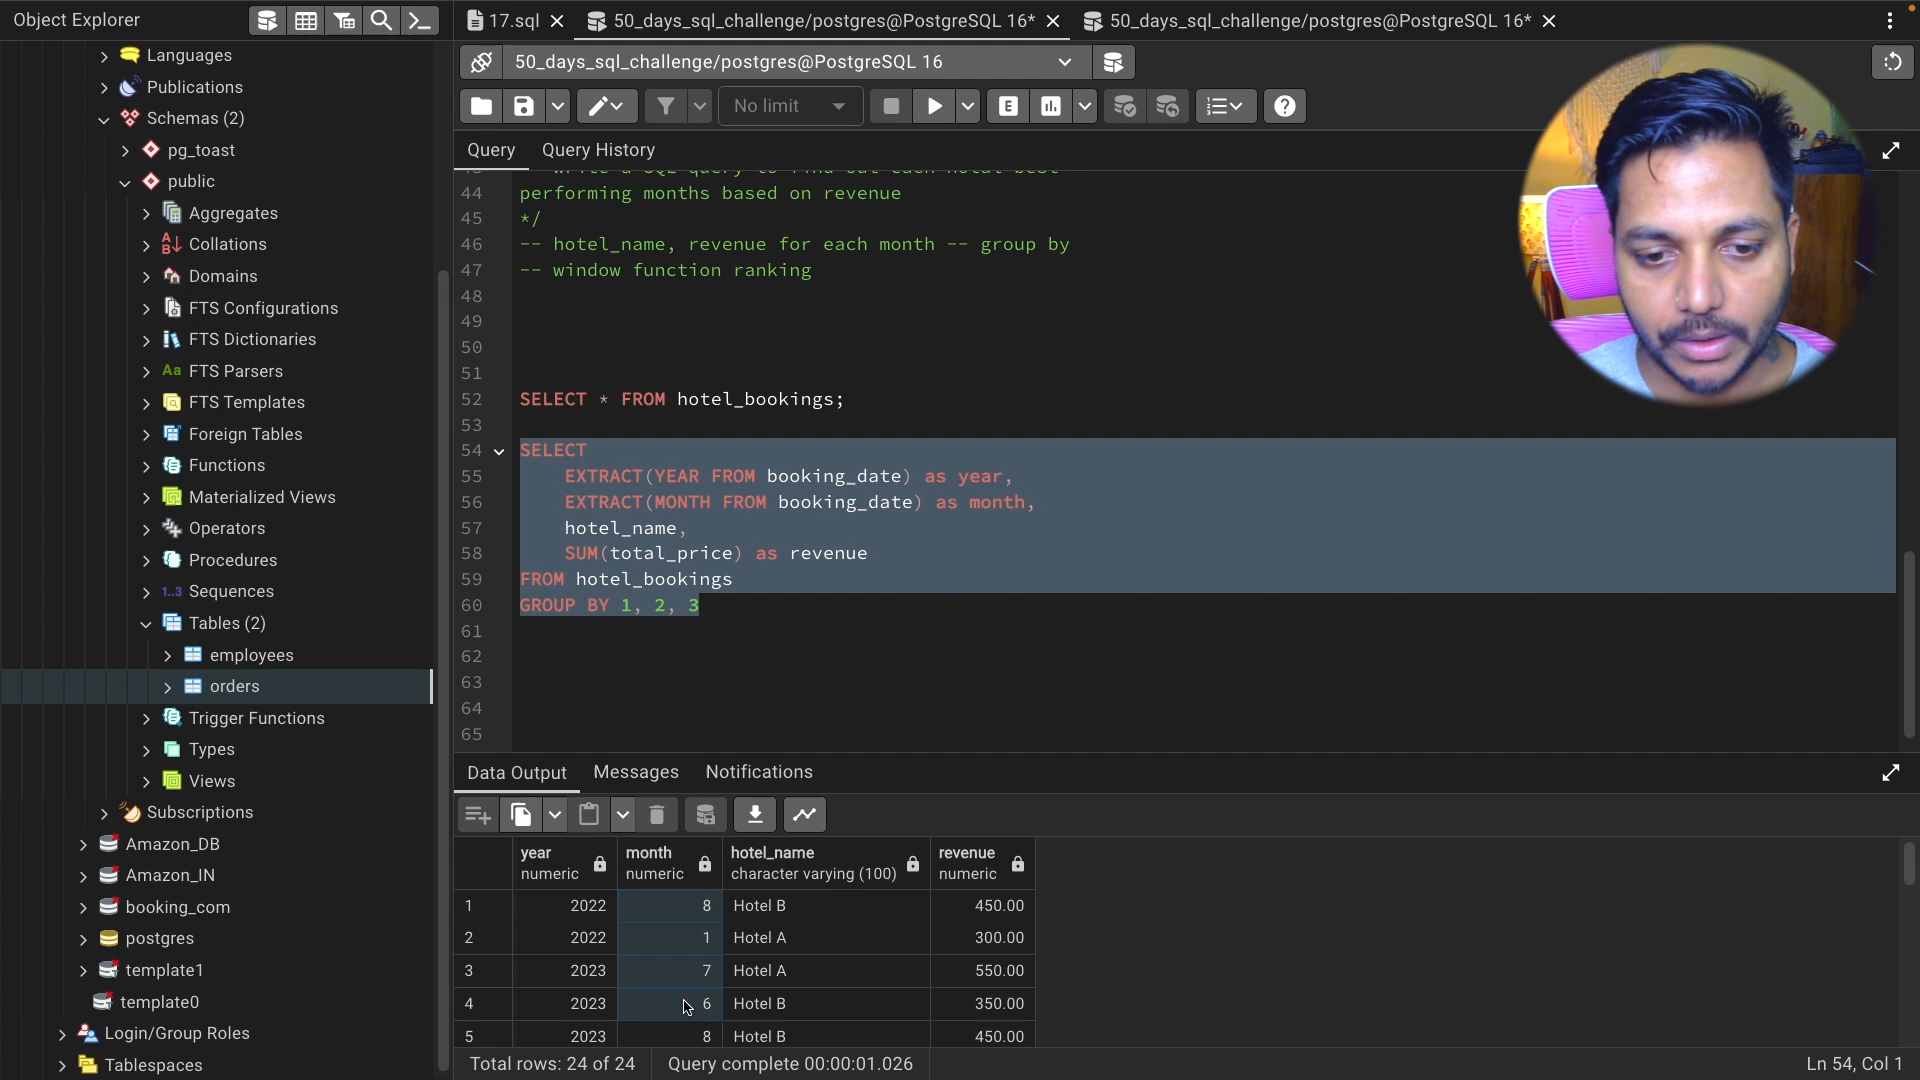 Object Explorer
17.sql
50_days_sql_challenge/postgres@PostgreSQL 16*
50_days_sql_challenge/postgres@PostgreSQL 16*
50_days_sql_challenge/postgres@PostgreSQL 16
No limit
E
Query
Query History
Languages
Publications
Schemas (2)
pg_toast
public
Aggregates
Collations
Domains
FTS Configurations
FTS Dictionaries
Aa FTS Parsers
FTS Templates
Foreign Tables
Functions
Materialized Views
Operators
Procedures
1..3 Sequences
Tables (2)
employees
orders
Trigger Functions
Types
Views
Subscriptions
Amazon_DB
Amazon_IN
booking_com
postgres
template1
template0
Login/Group Roles
Tablespaces
44 performing months based on revenue
45 */
46 -- hotel_name, revenue for each month -- group by
47 -- window function ranking
48
49
50
51
52 SELECT * FROM hotel_bookings;
53
54 SELECT
55 EXTRACT(YEAR FROM booking_date) as year,
56 EXTRACT(MONTH FROM booking_date) as month,
57 hotel_name,
58 SUM(total_price) as revenue
59 FROM hotel_bookings
60 GROUP BY 1, 2, 3
61
62
63
64
65
Data Output
Messages
Notifications
year numeric
month numeric
hotel_name character varying (100)
revenue numeric
1 2022 8 Hotel B 450.00
2 2022 1 Hotel A 300.00
3 2023 7 Hotel A 550.00
4 2023 6 Hotel B 350.00
5 2023 8 Hotel B 450.00
Total rows: 24 of 24
Query complete 00:00:01.026
Ln 54, Col 1